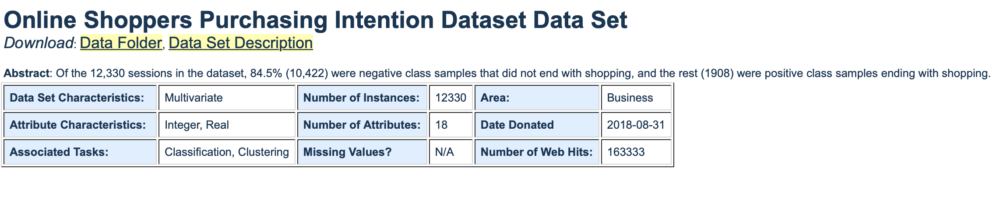 Online Shoppers Purchasing Intention Dataset Data Set
Download: Data Folder, Data Set Description
Abstract: Of the 12,330 sessions in the dataset, 84.5% (10,422) were negative class samples that did not end with shopping, and the rest (1908) were positive class samples ending with shopping.
Data Set Characteristics: Multivariate Number of Instances: 12330 Area: Business
Attribute Characteristics: Integer, Real Number of Attributes: 18 Date Donated 2018-08-31
Associated Tasks: Classification, Clustering Missing Values? N/A Number of Web Hits: 163333